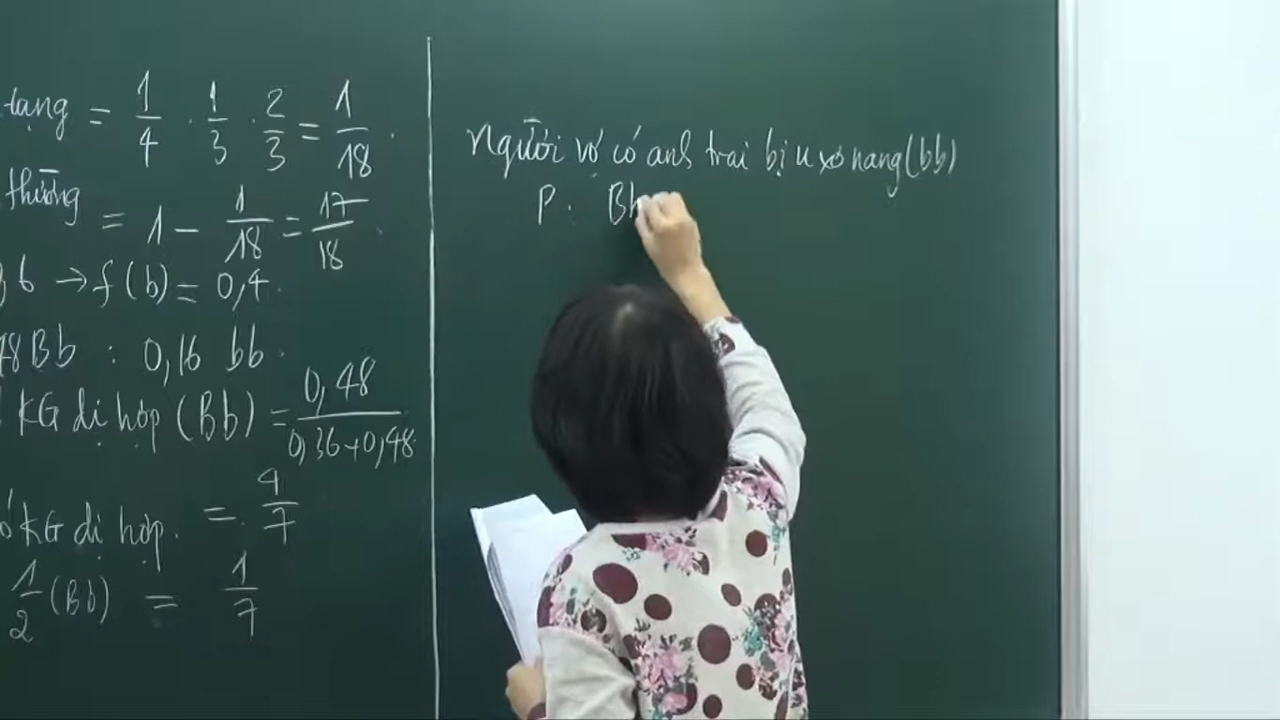 tạng = 1/4 . 1/3 . 2/3 = 1/18 .
thường = 1 - 1/18 = 17/18 .
b → f(b) = 0,4 .
48Bb : 0,16 bb .
KG dị hợp (Bb) = 0,48/0,36+0,48 .
KG dị hợp . = . 4/7
1/2 (Bb) = 1/7
Người vợ có anh trai bị u xơ nang (bb)
P : Bb